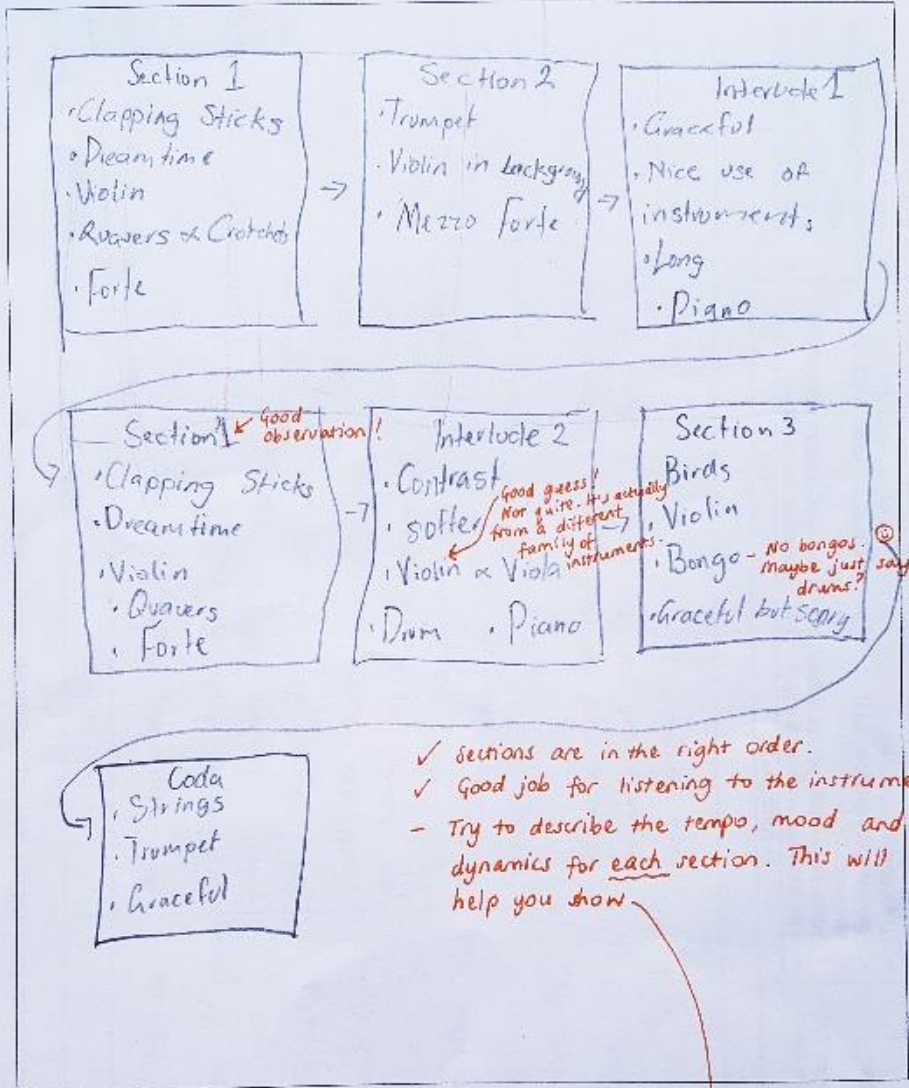 Section 1
·Clapping Sticks
·Dreamtime
·Violin
·Quavers & Crotchets
·Forte
Section 2
·Trumpet
·Violin in background
·Mezzo Forte
Interlude 1
·Graceful
·Nice use of
instruments
·Long
·Piano
Section 1
Good
observation!
·Clapping Sticks
·Dreamtime
·Violin
·Quavers
·Forte
Interlude 2
·Contrast
·softer
·Violin & Viola
·Drum ·Piano
Good guess!
Not quite. It's actually
from a different
family of
instruments.
Section 3
·Birds
·Violin
·Bongo
·Graceful but scary
- No bongos.
maybe just say
drums?
Coda
·Strings
·Trumpet
·Graceful
✓ sections are in the right order.
✓ Good job for listening to the instrume
- Try to describe the tempo, mood and
dynamics for each section. This will
help you show